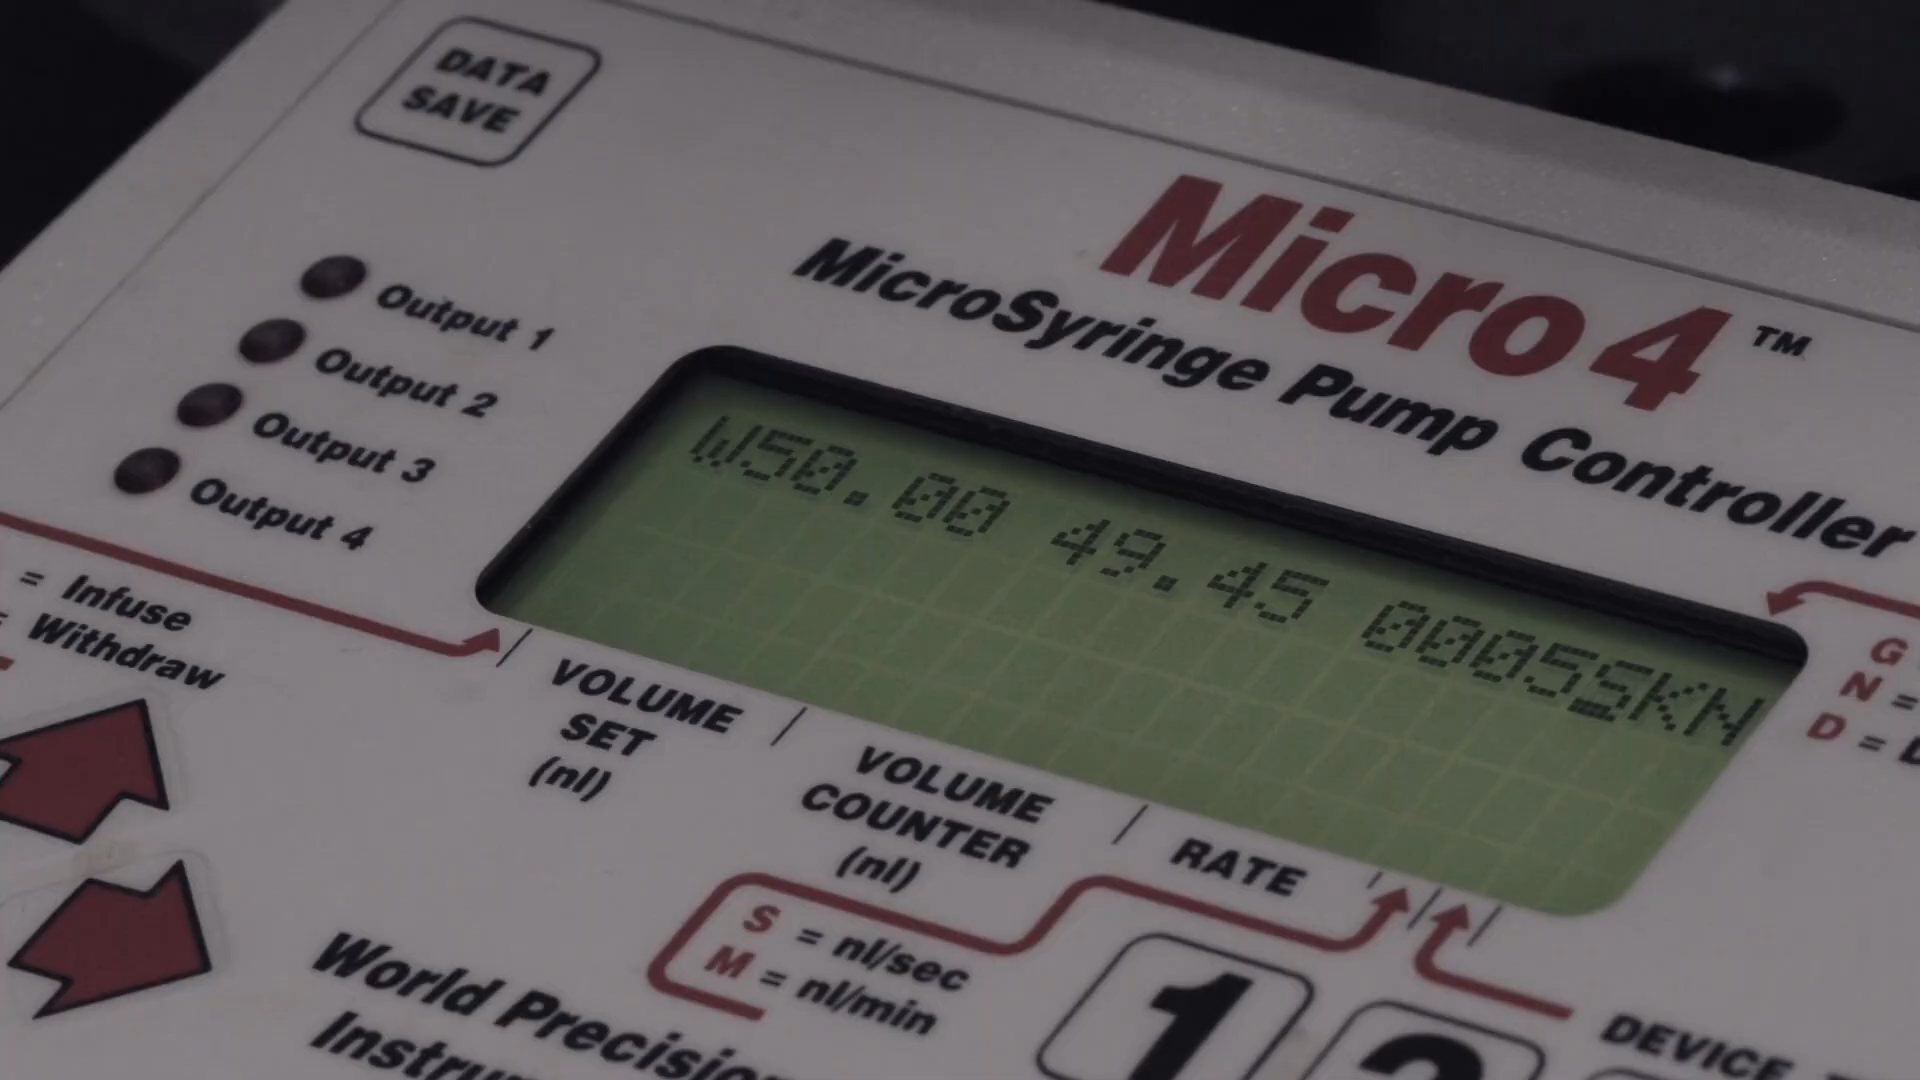 DATA
SAVE
Micro4™
MicroSyringe Pump Controller
Output 1
Output 2
Output 3
Output 4
= Infuse
= Withdraw
W50.00 49.45 0005SKN
G
N =
D =
VOLUME
SET
(nl)
VOLUME
COUNTER
(nl)
RATE
S = nl/sec
M = nl/min
World Precision
1
2
DEVICE